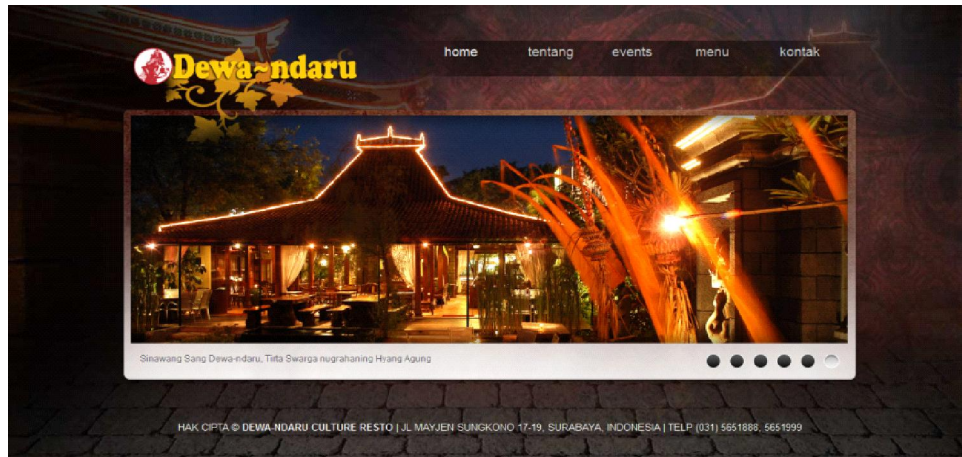 Dewa~ndaru
home tentang events menu kontak
Sinawang Sang Dewa-ndaru, Tirta Swarga nugrahaning Hyang Agung
HAK CIPTA © DEWA-NDARU CULTURE RESTO | JL MAYJEN SUNGKONO 17-19, SURABAYA, INDONESIA | TELP (031) 5651888, 5651999